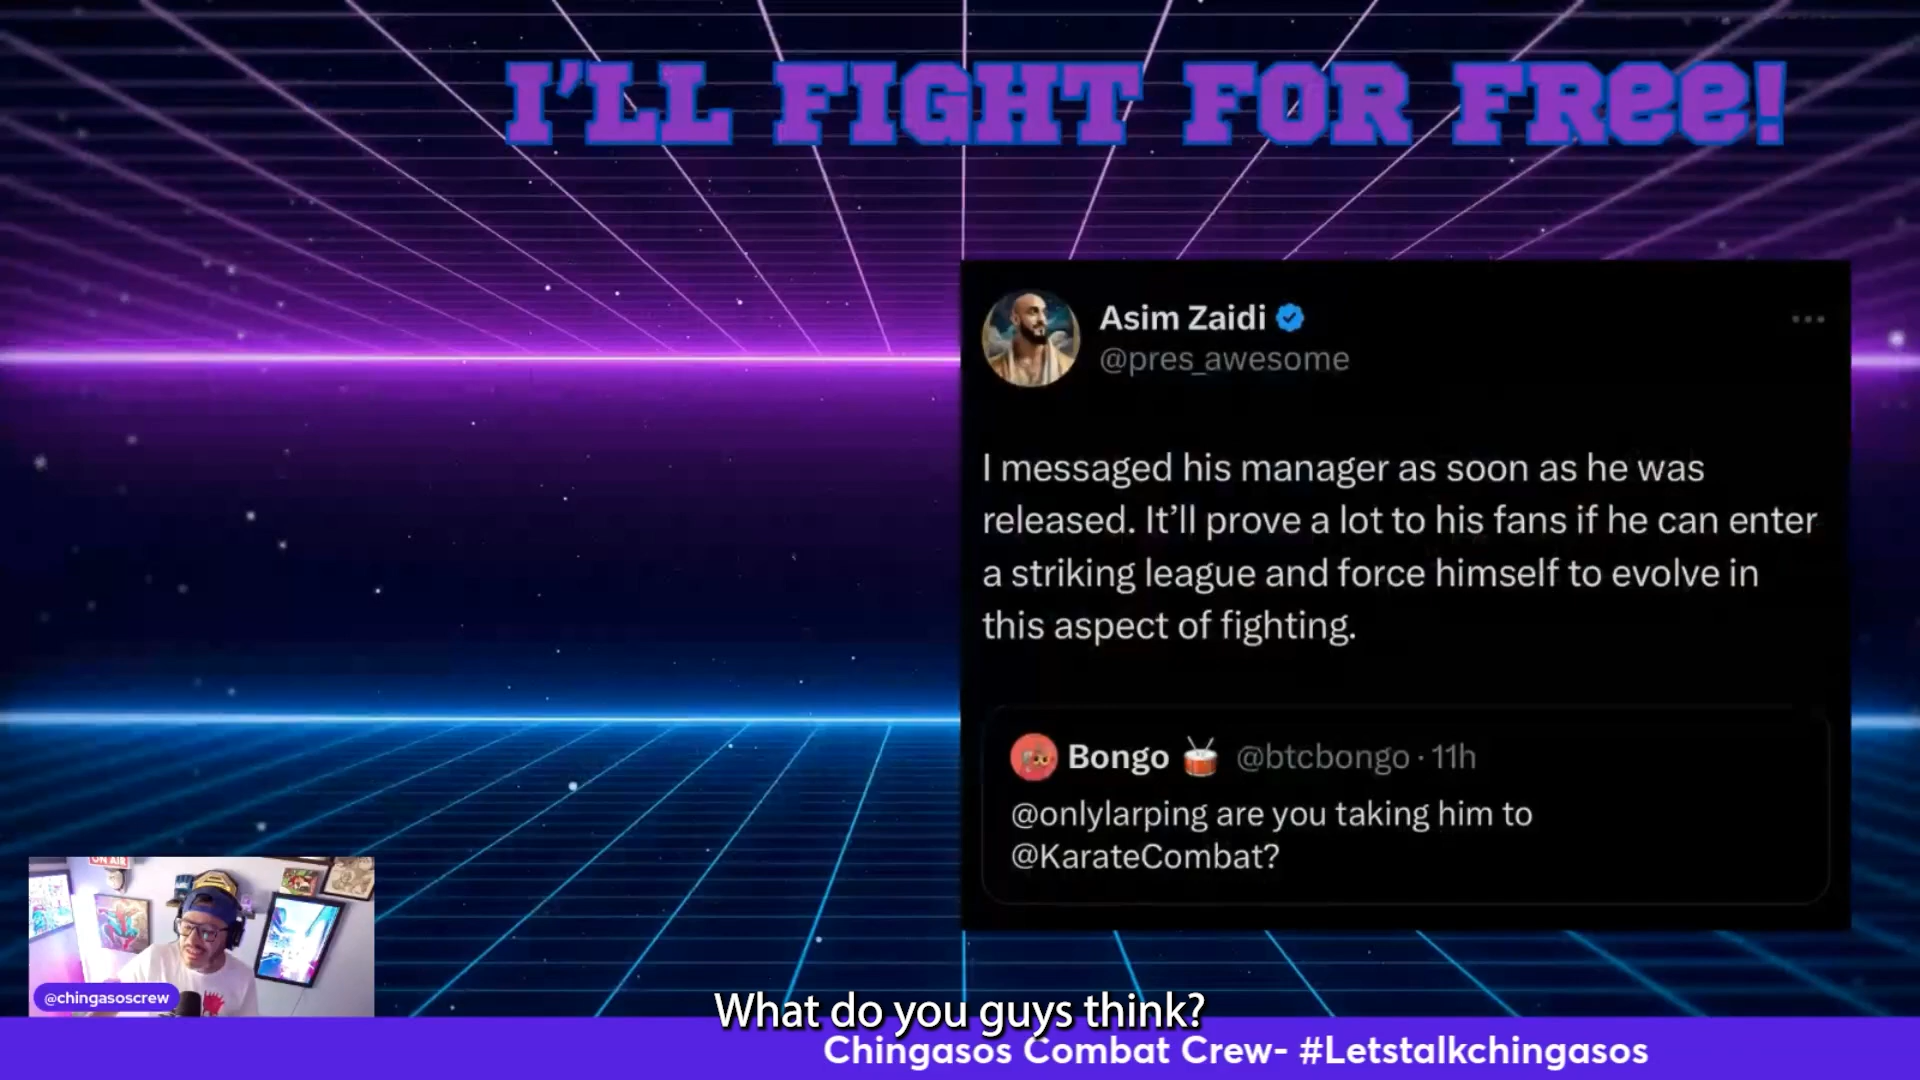 I'LL FIGHT FOR FREE!
Asim Zaidi
@pres_awesome
I messaged his manager as soon as he was
released. It’ll prove a lot to his fans if he can enter
a striking league and force himself to evolve in
this aspect of fighting.
Bongo @btcbongo · 11h
@onlylarping are you taking him to
@KarateCombat?
ON AIR
@chingasoscrew
What do you guys think?
Chingasos Combat Crew- #Letstalkchingasos